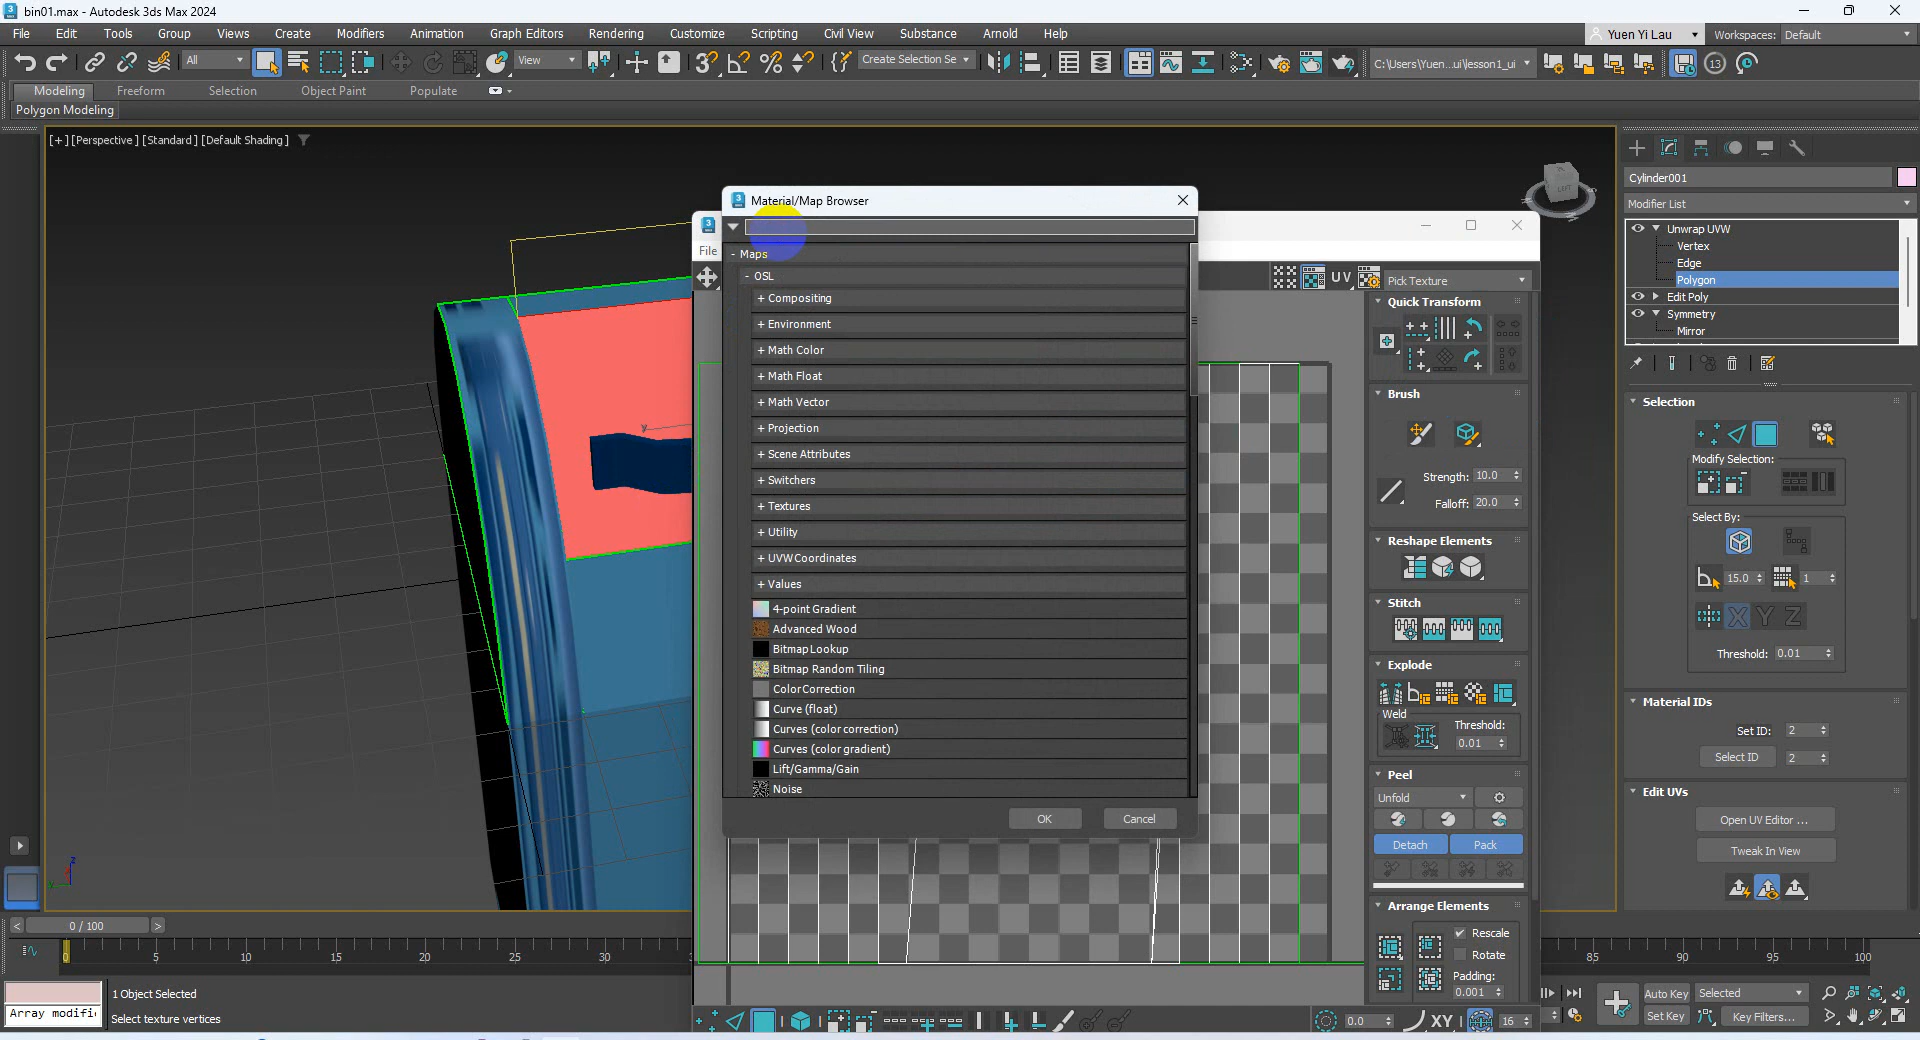 bin01.max - Autodesk 3ds Max 2024
File Edit Tools Group Views Create Modifiers Animation Graph Editors Rendering Customize Scripting Civil View Substance Arnold Help
Yuen Yi Lau Workspaces: Default
All View Create Selection Se C:\Users\Yuen...ui\lesson1_ui 13
Modeling Freeform Selection Object Paint Populate
Polygon Modeling
[+] [Perspective] [Standard] [Default Shading]
Cylinder001
Modifier List
Unwrap UVW
Vertex
Edge
Polygon
Edit Poly
Symmetry
Mirror
Selection
Modify Selection:
Select By:
15.0 1
X Y Z
Threshold: 0.01
Material IDs
Set ID: 2
Select ID 2
Edit UVs
Open UV Editor ...
Tweak In View
Material/Map Browser
- Maps
- OSL
+ Compositing
+ Environment
+ Math Color
+ Math Float
+ Math Vector
+ Projection
+ Scene Attributes
+ Switchers
+ Textures
+ Utility
+ UVW Coordinates
+ Values
4-point Gradient
Advanced Wood
Bitmap Lookup
Bitmap Random Tiling
Color Correction
Curve (float)
Curves (color correction)
Curves (color gradient)
Lift/Gamma/Gain
Noise
OK Cancel
File
UV Pick Texture
Quick Transform
Brush
Strength: 10.0
Falloff: 20.0
Reshape Elements
Stitch
Explode
Weld
Threshold:
0.01
Peel
Unfold
Detach Pack
Arrange Elements
Rescale
Rotate
Padding:
0.001
0.0 XY 16
y
z
0 / 100
0 5 10 15 20 25 30 85 90 95 100
1 Object Selected
Array modifi
Select texture vertices
Auto Key Selected
Set Key Key Filters...